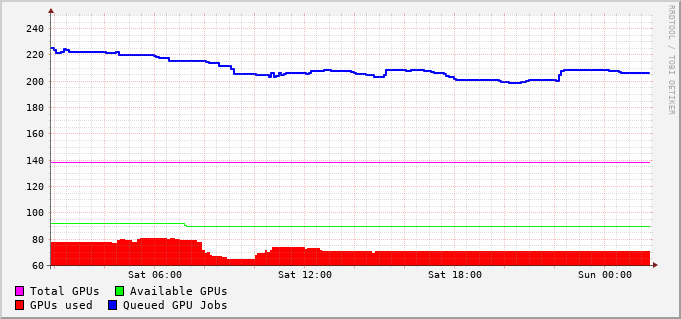 240
220
200
180
160
140
120
100
80
60
Sat 06:00 Sat 12:00 Sat 18:00 Sun 00:00
Total GPUs Available GPUs
GPUs used Queued GPU Jobs
RRDTOOL / TOBI OETIKER